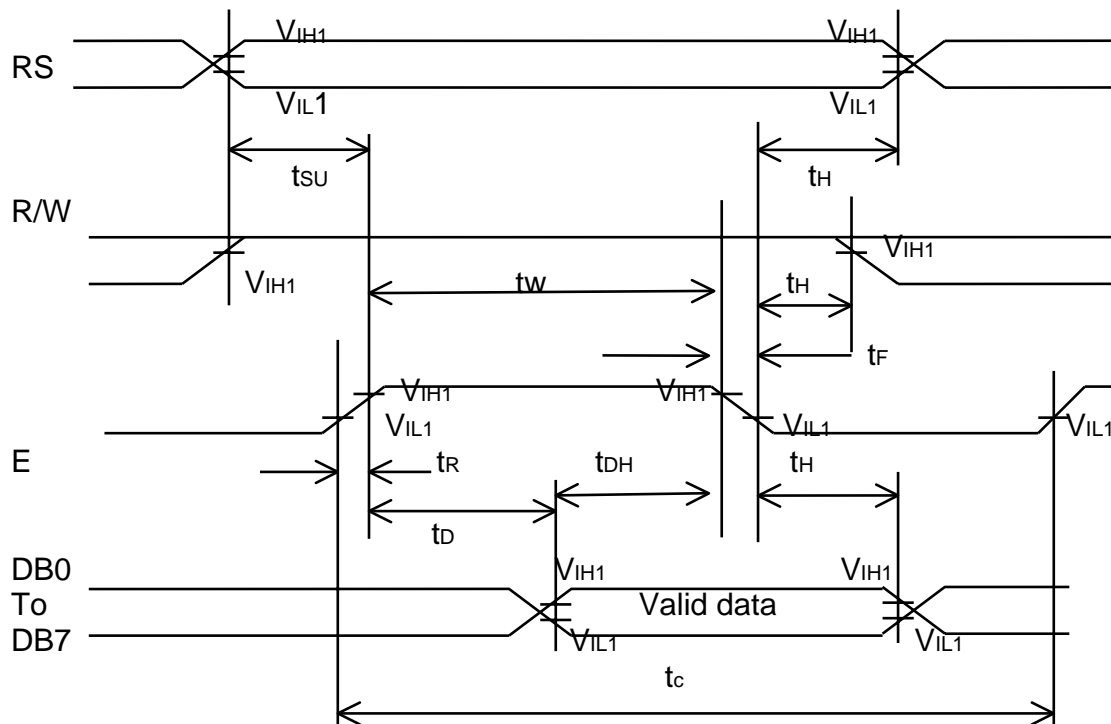 VIH1 VIH1
RS
VIL1 VIL1
tSU tH
R/W
VIH1
VIH1 tW tH
tF
VIH1 VIH1
VIL1 VIL1 VIL1
E tR tDH tH
tD
DB0 VIH1 VIH1
To Valid data
DB7 VIL1 VIL1
tc